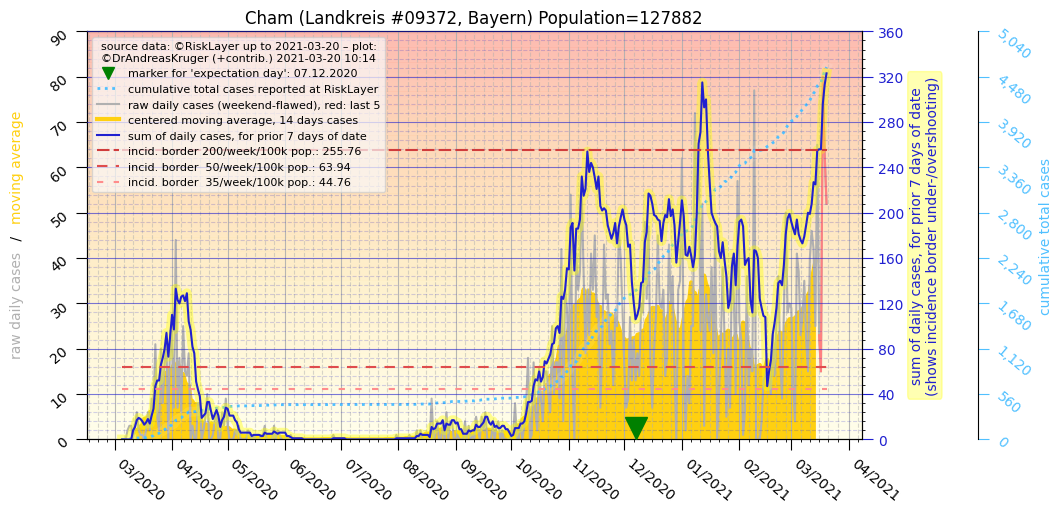 Cham (Landkreis #09372, Bayern) Population=127882
source data: ©RiskLayer up to 2021-03-20 – plot:
©DrAndreasKruger (+contrib.) 2021-03-20 10:14
marker for 'expectation day': 07.12.2020
cumulative total cases reported at RiskLayer
raw daily cases (weekend-flawed), red: last 5
centered moving average, 14 days cases
sum of daily cases, for prior 7 days of date
incid. border 200/week/100k pop.: 255.76
incid. border  50/week/100k pop.: 63.94
incid. border  35/week/100k pop.: 44.76
raw daily cases / moving average
90
80
70
60
50
40
30
20
10
0
360
320
280
240
200
160
120
80
40
0
sum of daily cases, for prior 7 days of date
(shows incidence border under-/overshooting)
5,040
4,480
3,920
3,360
2,800
2,240
1,680
1,120
560
0
cumulative total cases
03/2020
04/2020
05/2020
06/2020
07/2020
08/2020
09/2020
10/2020
11/2020
12/2020
01/2021
02/2021
03/2021
04/2021